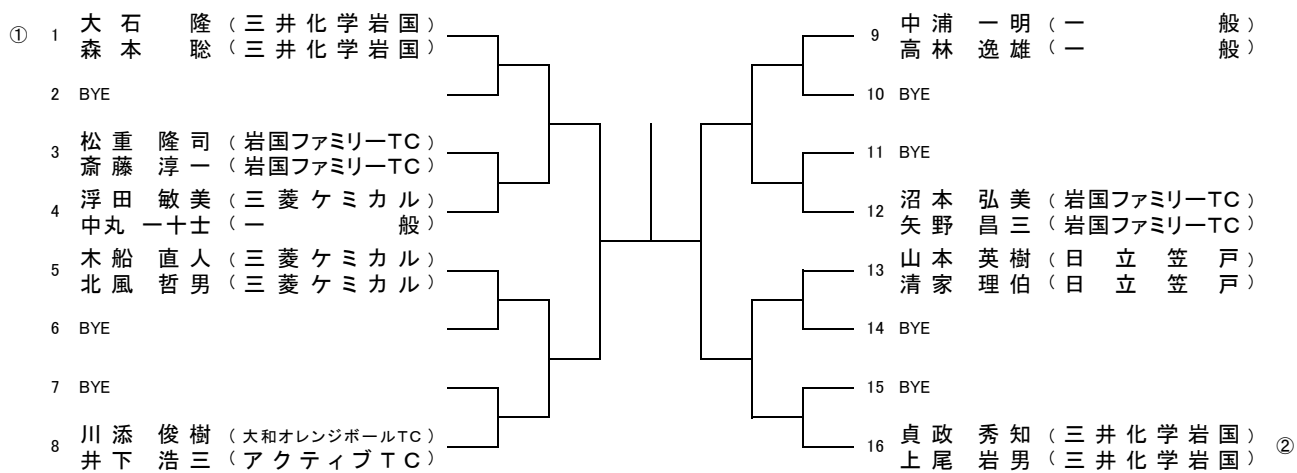 ① 1 大石 隆 (三井化学岩国)
森本 聡 (三井化学岩国)
2 BYE
3 松重 隆司 (岩国ファミリーTC)
斎藤 淳一 (岩国ファミリーTC)
4 浮田 敏美 (三菱ケミカル)
中丸 一十士 (一般)
5 木船 直人 (三菱ケミカル)
北風 哲男 (三菱ケミカル)
6 BYE
7 BYE
8 川添 俊樹 (大和オレンジボールTC)
井下 浩三 (アクティブTC)
9 中浦 一明 (一般)
高林 逸雄 (一般)
10 BYE
11 BYE
12 沼本 弘美 (岩国ファミリーTC)
矢野 昌三 (岩国ファミリーTC)
13 山本 英樹 (日立笠戸)
清家 理伯 (日立笠戸)
14 BYE
15 BYE
16 貞政 秀知 (三井化学岩国) ②
上尾 岩男 (三井化学岩国)